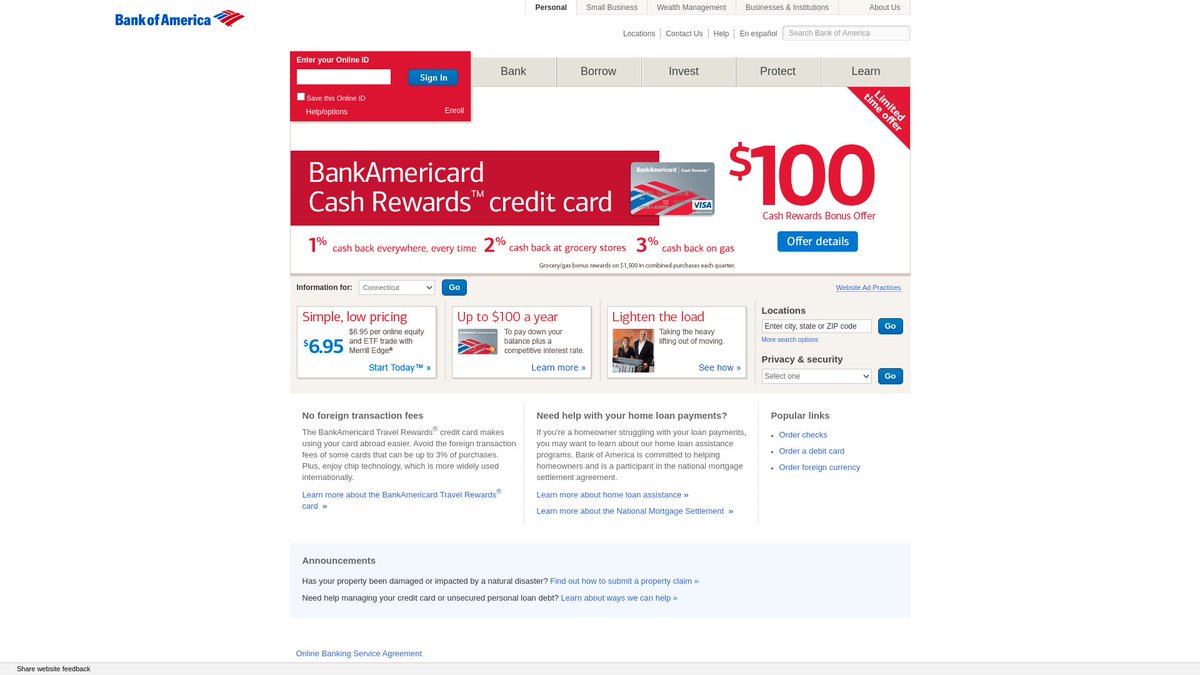 Bank of America
Personal
Small Business
Wealth Management
Businesses & Institutions
About Us
Locations
Contact Us
Help
En español
Search Bank of America
Enter your Online ID
Sign In
Save this Online ID
Help/options
Enroll
Bank
Borrow
Invest
Protect
Learn
Limited
time offer
BankAmericard
Cash Rewards™ credit card
BankAmericard Cash Rewards™
VISA
$100
Cash Rewards Bonus Offer
Offer details
1% cash back everywhere, every time 2% cash back at grocery stores 3% cash back on gas
Grocery/gas bonus rewards on $1,500 in combined purchases each quarter.
Information for:
Connecticut
Go
Website Ad Practices
Simple, low pricing
$6.95
$6.95 per online equity
and ETF trade with
Merrill Edge®
Start Today™ »
Up to $100 a year
To pay down your
balance plus a
competitive interest rate.
Learn more »
Lighten the load
Taking the heavy
lifting out of moving.
See how »
Locations
Enter city, state or ZIP code
Go
More search options
Privacy & security
Select one
Go
No foreign transaction fees
The BankAmericard Travel Rewards® credit card makes
using your card abroad easier. Avoid the foreign transaction
fees of some cards that can be up to 3% of purchases.
Plus, enjoy chip technology, which is more widely used
internationally.
Learn more about the BankAmericard Travel Rewards®
card »
Need help with your home loan payments?
If you're a homeowner struggling with your loan payments,
you may want to learn about our home loan assistance
programs. Bank of America is committed to helping
homeowners and is a participant in the national mortgage
settlement agreement.
Learn more about home loan assistance »
Learn more about the National Mortgage Settlement »
Popular links
Order checks
Order a debit card
Order foreign currency
Announcements
Has your property been damaged or impacted by a natural disaster? Find out how to submit a property claim »
Need help managing your credit card or unsecured personal loan debt? Learn about ways we can help »
Online Banking Service Agreement
Share website feedback